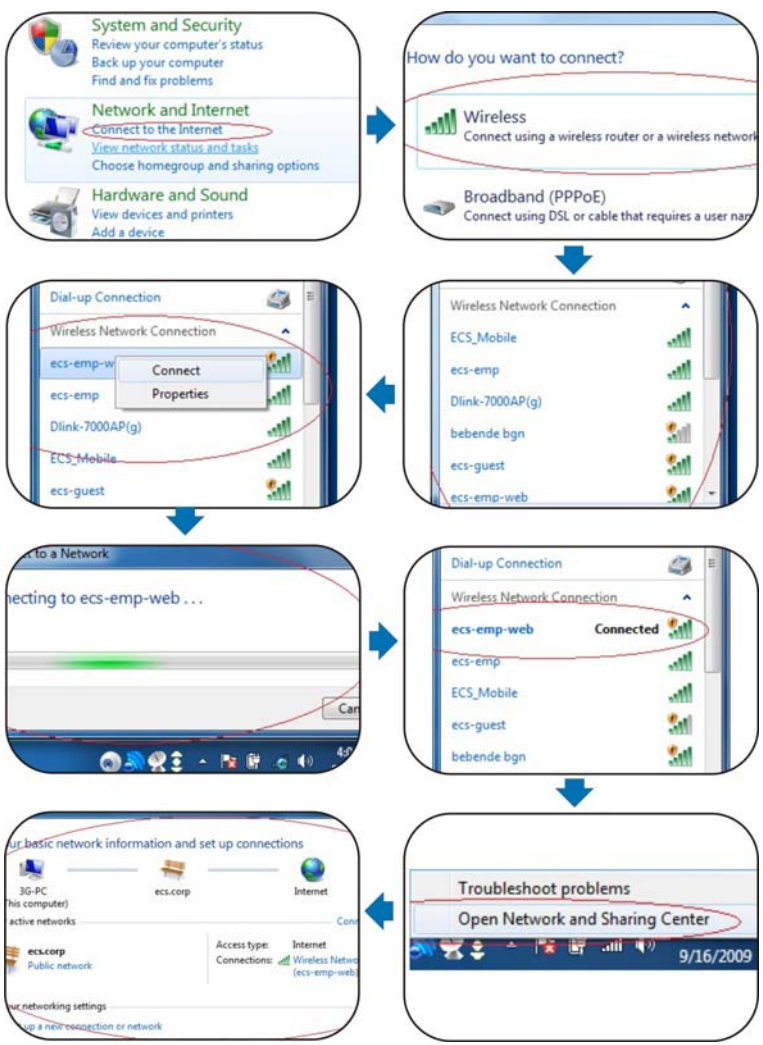 System and Security
Review your computer's status
Back up your computer
Find and fix problems
Network and Internet
Connect to the Internet
View network status and tasks
Choose homegroup and sharing options
Hardware and Sound
View devices and printers
Add a device
How do you want to connect?
Wireless
Connect using a wireless router or a wireless network
Broadband (PPPoE)
Connect using DSL or cable that requires a user nam
Wireless Network Connection
ECS_Mobile
ecs-emp
Dlink-7000AP(g)
bebende bgn
ecs-guest
ecs-emp-web
Dial-up Connection
Wireless Network Connection
ecs-emp-w
Connect
ecs-emp
Properties
Dlink-7000AP(g)
ECS_Mobile
ecs-guest
ct to a Network
necting to ecs-emp-web . . .
Can
4:0
Dial-up Connection
Wireless Network Connection
ecs-emp-web Connected
ecs-emp
ECS_Mobile
ecs-guest
bebende bgn
Troubleshoot problems
Open Network and Sharing Center
9/16/2009
ur basic network information and set up connections
3G-PC
his computer)
ecs.corp
Internet
active networks
Conn
ecs.corp
Public network
Access type: Internet
Connections: Wireless Netwo
(ecs-emp-web)
ur networking settings
up a new connection or network